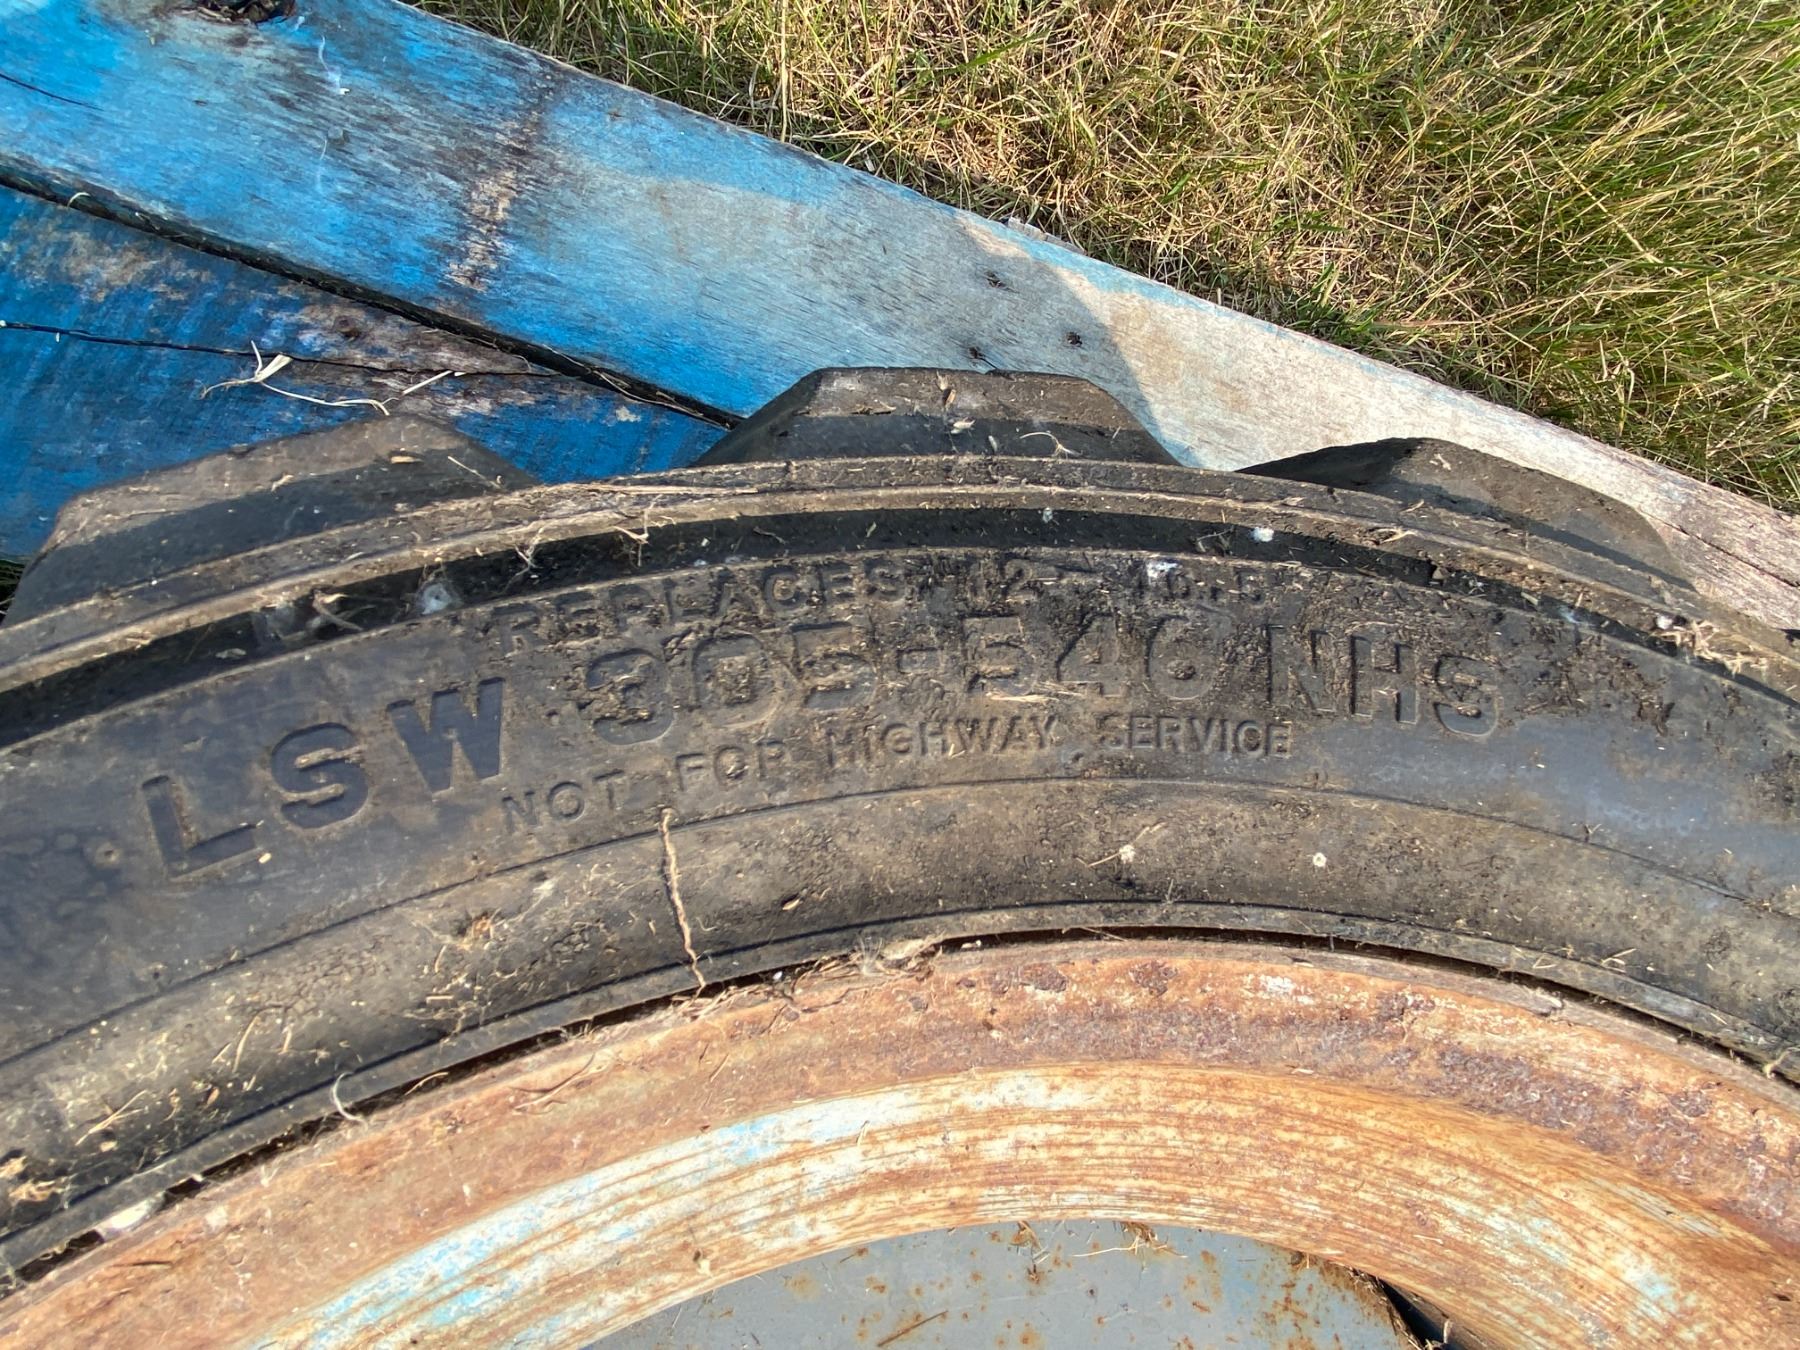 REPLACES 12-16.5
LSW 305-546 NHS
NOT FOR HIGHWAY SERVICE